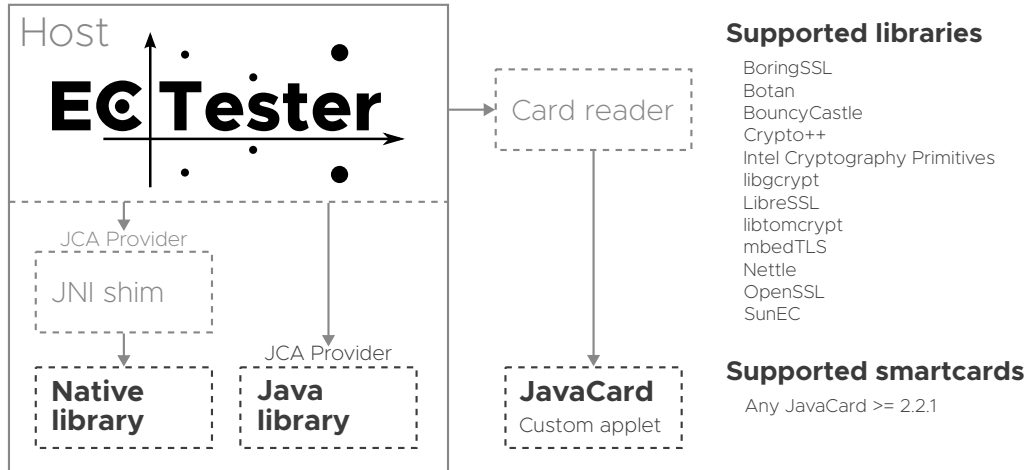 Host
ECTester
Card reader
JCA Provider
JNI shim
JCA Provider
Native
library
Java
library
JavaCard
Custom applet
Supported libraries
BoringSSL
Botan
BouncyCastle
Crypto++
Intel Cryptography Primitives
libgcrypt
LibreSSL
libtomcrypt
mbedTLS
Nettle
OpenSSL
SunEC
Supported smartcards
Any JavaCard >= 2.2.1